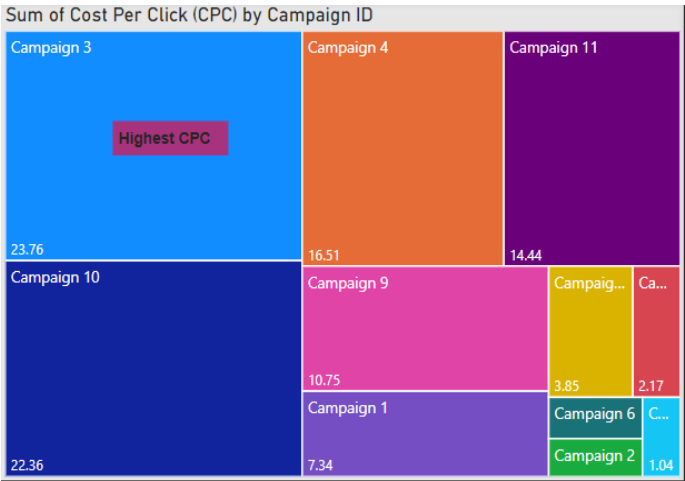 Sum of Cost Per Click (CPC) by Campaign ID
Campaign 3
Highest CPC
23.76
Campaign 10
22.36
Campaign 4
16.51
Campaign 11
14.44
Campaign 9
10.75
Campaign 1
7.34
Campaig...
3.85
Ca...
2.17
Campaign 6
Campaign 2
C...
1.04